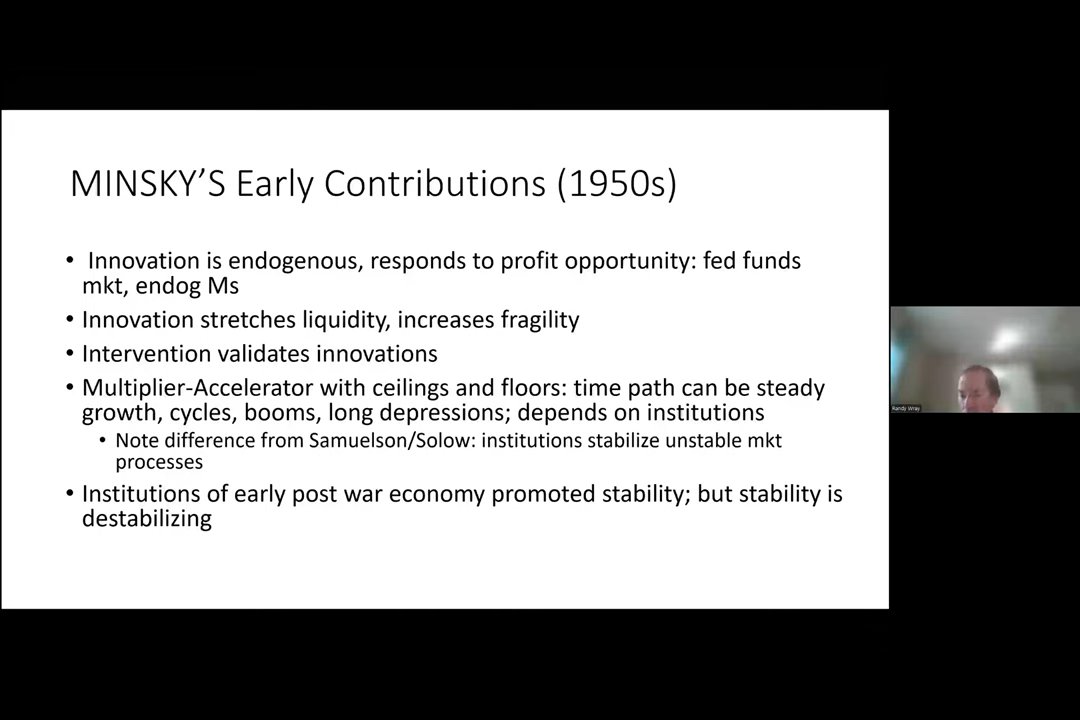 MINSKY'S Early Contributions (1950s)
• Innovation is endogenous, responds to profit opportunity: fed funds
mkt, endog Ms
• Innovation stretches liquidity, increases fragility
• Intervention validates innovations
• Multiplier-Accelerator with ceilings and floors: time path can be steady
growth, cycles, booms, long depressions; depends on institutions
• Note difference from Samuelson/Solow: institutions stabilize unstable mkt
processes
• Institutions of early post war economy promoted stability; but stability is
destabilizing
Randy Wray